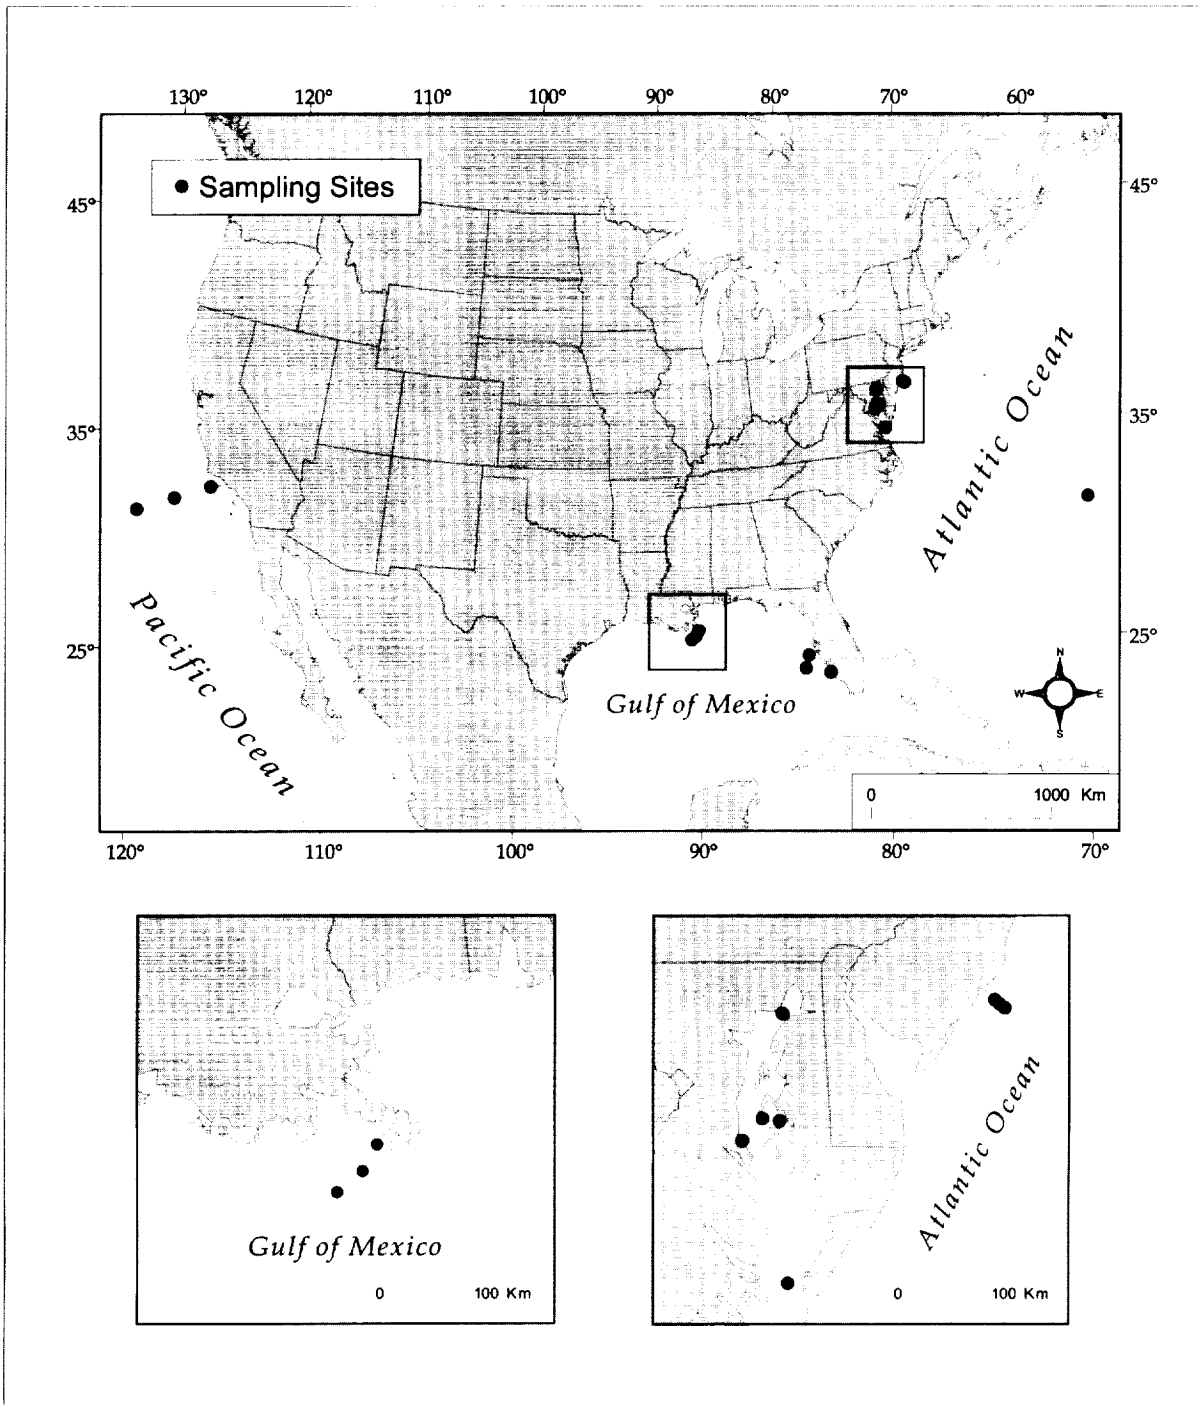 130° 120° 110° 100° 90° 80° 70° 60°
Sampling Sites
45° 45°
35° 35°
25° 25°
Atlantic Ocean
Pacific Ocean
Gulf of Mexico
N
W E
S
0 1000 Km
120° 110° 100° 90° 80° 70°
Gulf of Mexico
0 100 Km
Atlantic Ocean
0 100 Km